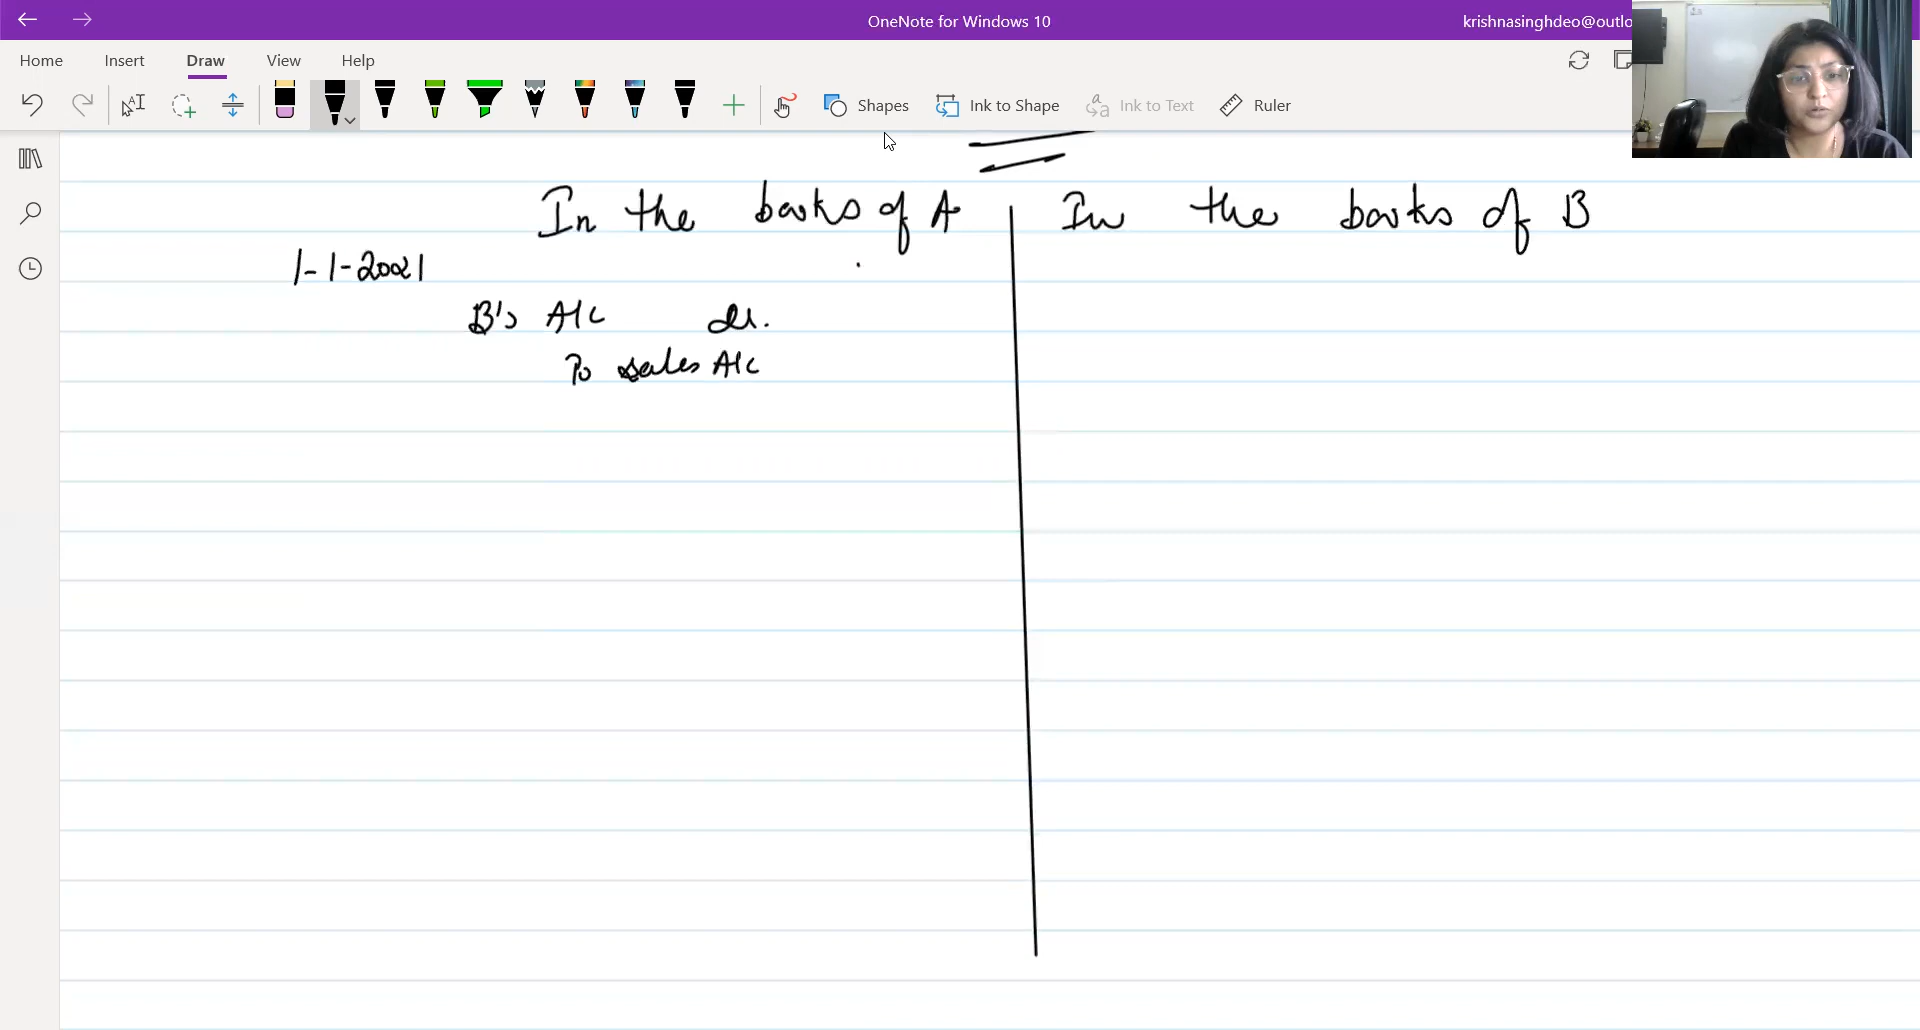 OneNote for Windows 10
krishnasinghdeo@outlo
Home Insert Draw View Help
Shapes Ink to Shape Ink to Text Ruler
In the books of A In the books of B
1-1-2021
B's A/c dr.
To sales A/c